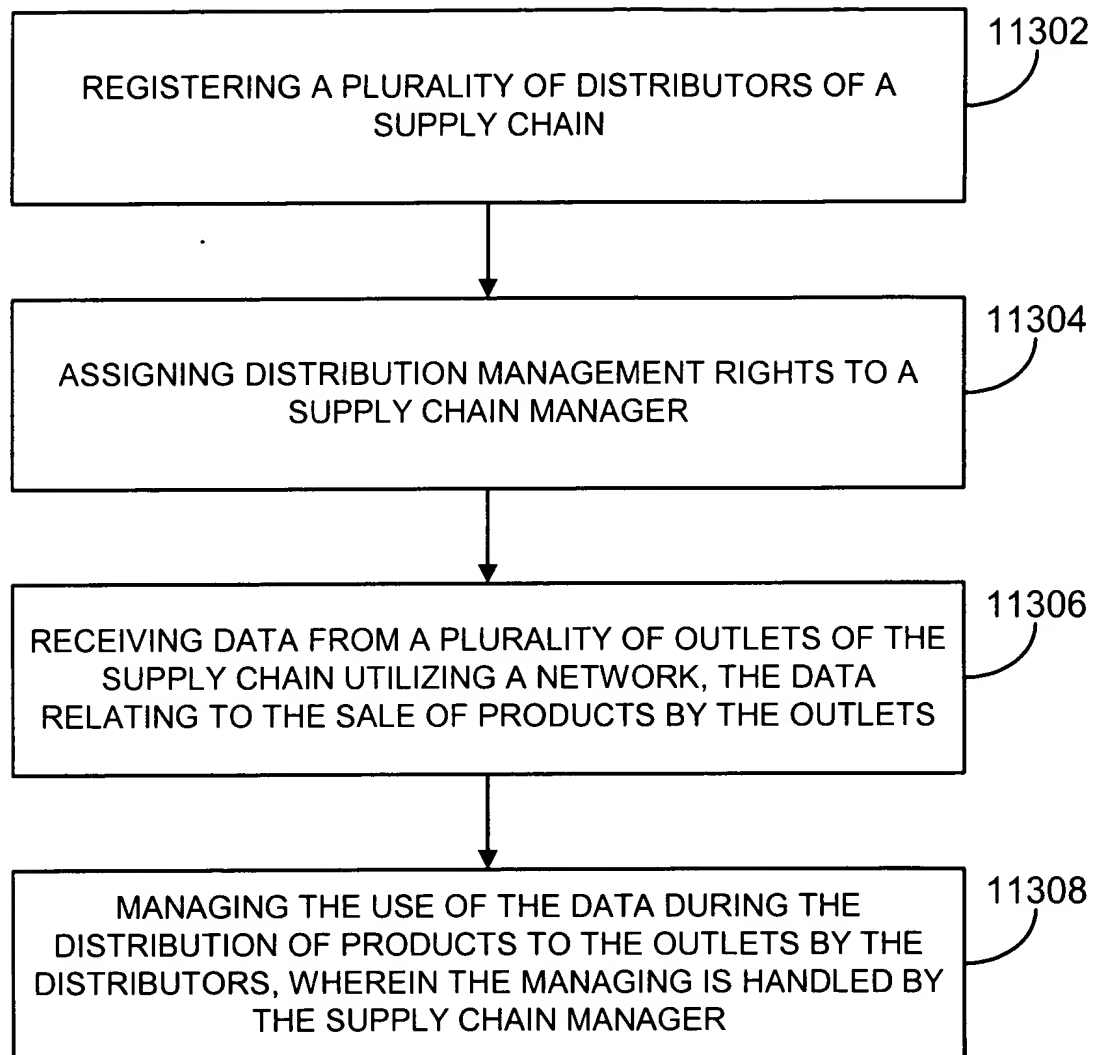 11302
REGISTERING A PLURALITY OF DISTRIBUTORS OF A
SUPPLY CHAIN
11304
ASSIGNING DISTRIBUTION MANAGEMENT RIGHTS TO A
SUPPLY CHAIN MANAGER
11306
RECEIVING DATA FROM A PLURALITY OF OUTLETS OF THE
SUPPLY CHAIN UTILIZING A NETWORK, THE DATA
RELATING TO THE SALE OF PRODUCTS BY THE OUTLETS
11308
MANAGING THE USE OF THE DATA DURING THE
DISTRIBUTION OF PRODUCTS TO THE OUTLETS BY THE
DISTRIBUTORS, WHEREIN THE MANAGING IS HANDLED BY
THE SUPPLY CHAIN MANAGER